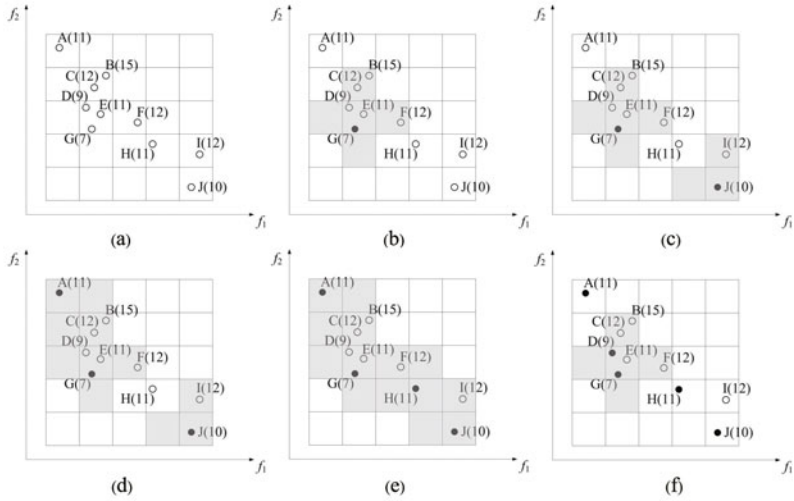 f2
A(11)
B(15)
C(12)
D(9)
E(11)
F(12)
G(7)
H(11)
I(12)
J(10)
f1
(a)
f2
A(11)
B(15)
C(12)
D(9)
E(11)
F(12)
G(7)
H(11)
I(12)
J(10)
f1
(b)
f2
A(11)
B(15)
C(12)
D(9)
E(11)
F(12)
G(7)
H(11)
I(12)
J(10)
f1
(c)
f2
A(11)
B(15)
C(12)
D(9)
E(11)
F(12)
G(7)
H(11)
I(12)
J(10)
f1
(d)
f2
A(11)
B(15)
C(12)
D(9)
E(11)
F(12)
G(7)
H(11)
I(12)
J(10)
f1
(e)
f2
A(11)
B(15)
C(12)
D(9)
E(11)
F(12)
G(7)
H(11)
I(12)
J(10)
f1
(f)